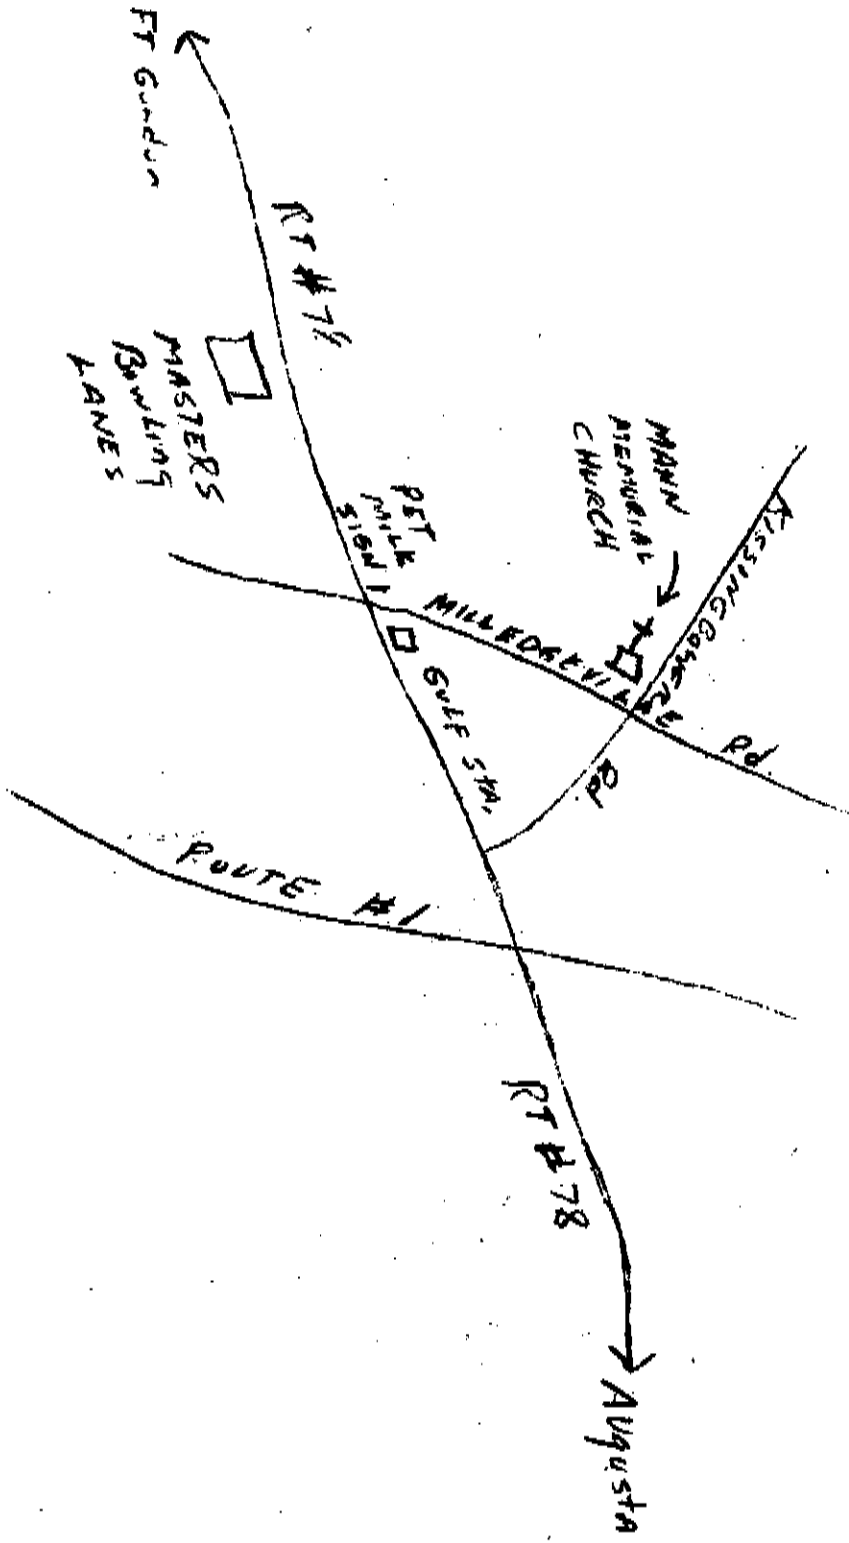 FT Gordon
RT #78
MASTERS
BOWLING
LANES
PET
MILK
SIGN
GULF STA.
MANN
MEMORIAL
CHURCH
MILLEDGEVILLE Rd.
KISSINGBOWER Rd.
ROUTE #1
RT #78
Augusta